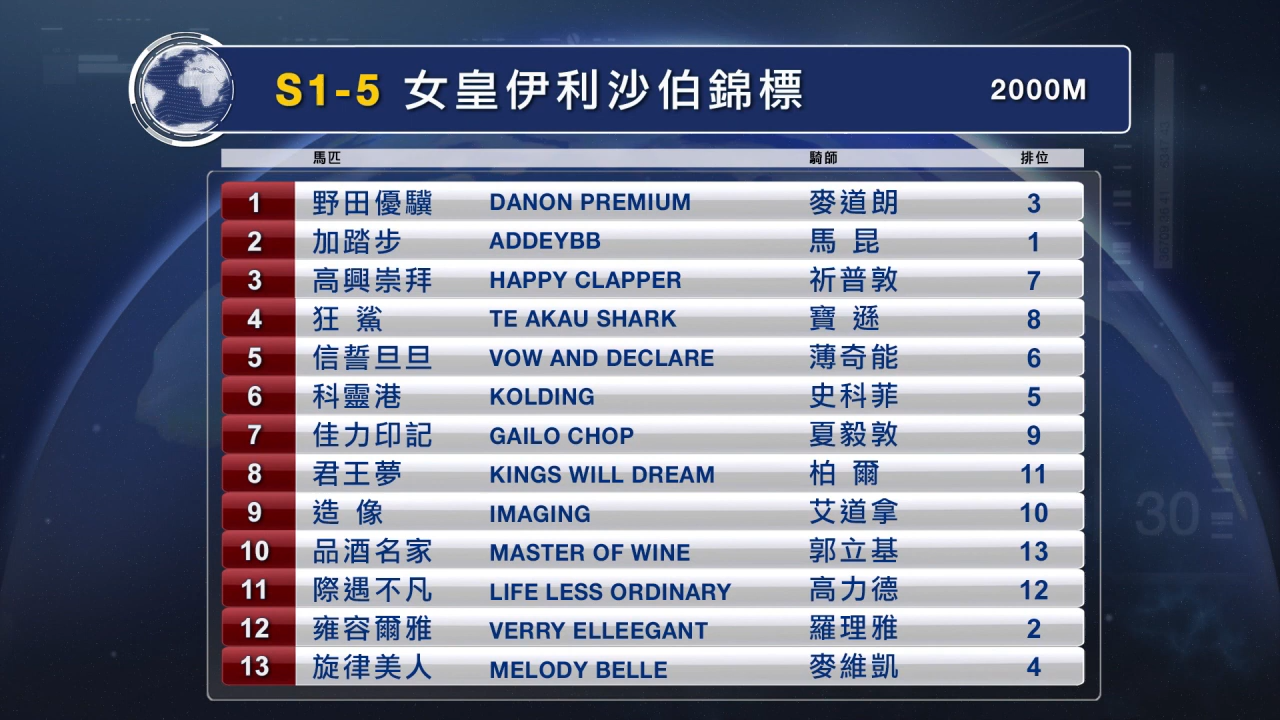 S1-5 女皇伊利沙伯錦標 2000M
馬匹 騎師 排位
1 野田優驥 DANON PREMIUM 麥道朗 3
2 加踏步 ADDEYBB 馬 昆 1
3 高興崇拜 HAPPY CLAPPER 祈普敦 7
4 狂 鯊 TE AKAU SHARK 寶 遜 8
5 信誓旦旦 VOW AND DECLARE 薄奇能 6
6 科靈港 KOLDING 史科菲 5
7 佳力印記 GAILO CHOP 夏毅敦 9
8 君王夢 KINGS WILL DREAM 柏 爾 11
9 造 像 IMAGING 艾道拿 10
10 品酒名家 MASTER OF WINE 郭立基 13
11 際遇不凡 LIFE LESS ORDINARY 高力德 12
12 雍容爾雅 VERRY ELLEEGANT 羅理雅 2
13 旋律美人 MELODY BELLE 麥維凱 4
30